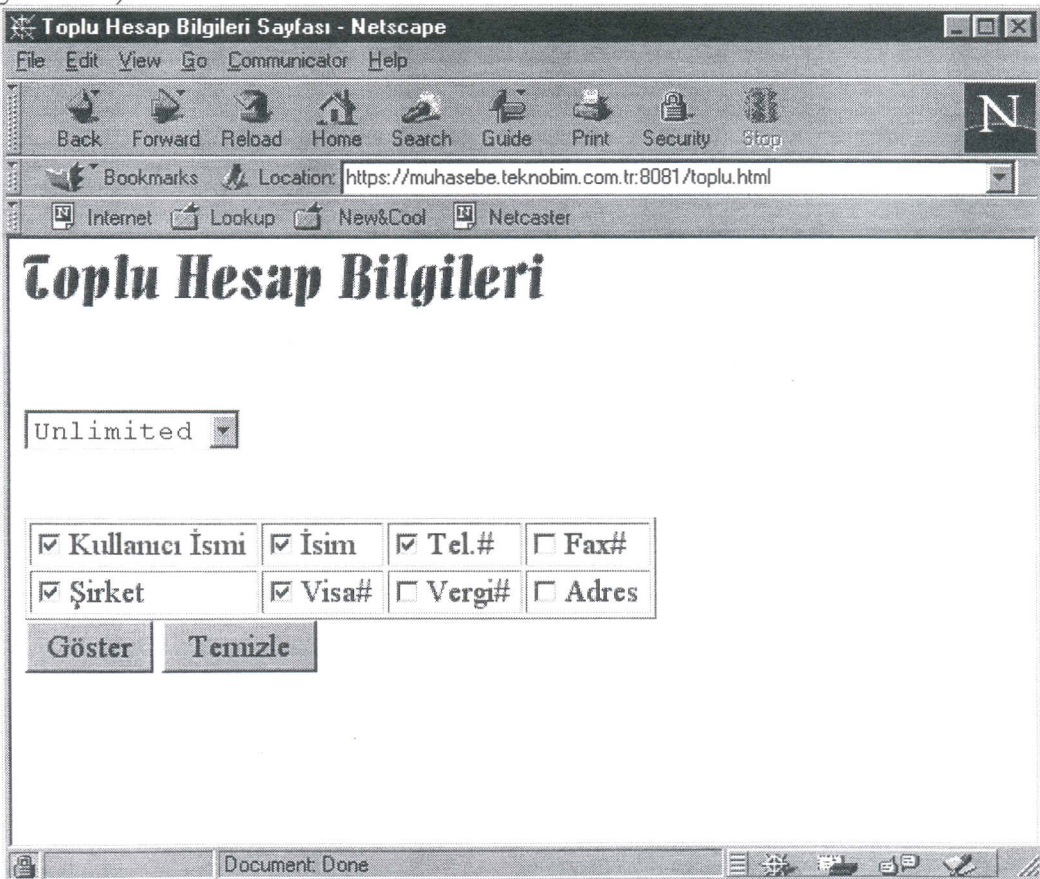 Toplu Hesap Bilgileri Sayfası - Netscape
File Edit View Go Communicator Help
Back Forward Reload Home Search Guide Print Security Stop
N
Bookmarks Location: https://muhasebe.teknobim.com.tr:8081/toplu.html
Internet Lookup New&Cool Netcaster
Toplu Hesap Bilgileri
Unlimited
Kullanıcı İsmi İsim Tel.# Fax#
Şirket Visa# Vergi# Adres
Göster Temizle
Document: Done